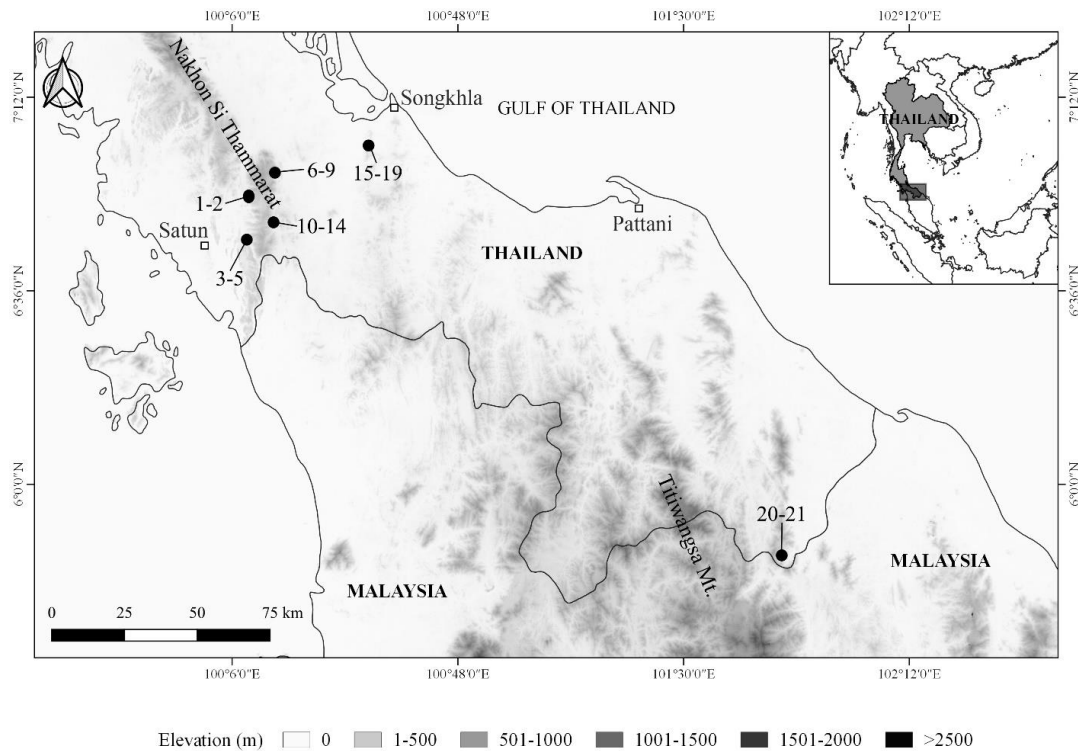 100°6'0"E 100°48'0"E 101°30'0"E 102°12'0"E
7°12'0"N
7°12'0"N
Nakhon Si Thammarat
Songkhla
GULF OF THAILAND
THAILAND
6-9
15-19
1-2
10-14
Satun
3-5
Pattani
THAILAND
6°36'0"N
6°36'0"N
6°0'0"N
6°0'0"N
Titiwangsa Mt.
20-21
MALAYSIA
MALAYSIA
0 25 50 75 km
100°6'0"E 100°48'0"E 101°30'0"E 102°12'0"E
Elevation (m) 0 1-500 501-1000 1001-1500 1501-2000 >2500